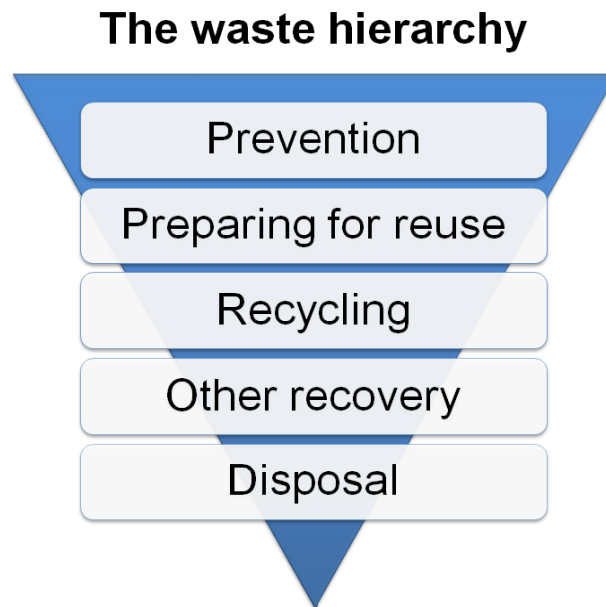 The waste hierarchy
Prevention
Preparing for reuse
Recycling
Other recovery
Disposal